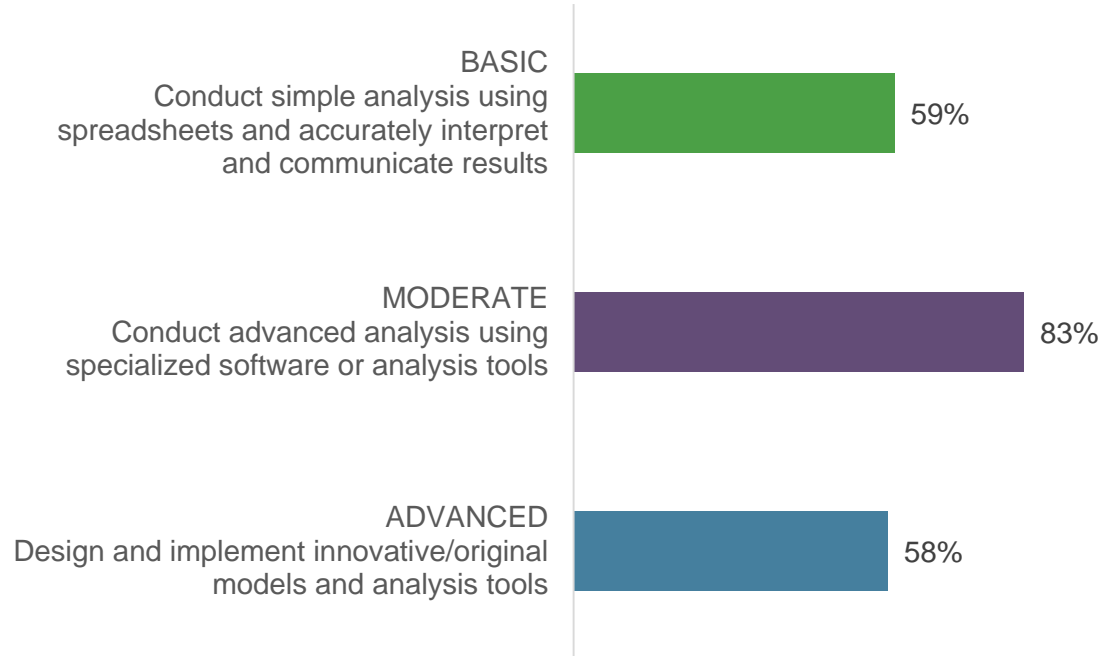 BASIC
Conduct simple analysis using
spreadsheets and accurately interpret
and communicate results
59%
MODERATE
Conduct advanced analysis using
specialized software or analysis tools
83%
ADVANCED
Design and implement innovative/original
models and analysis tools
58%